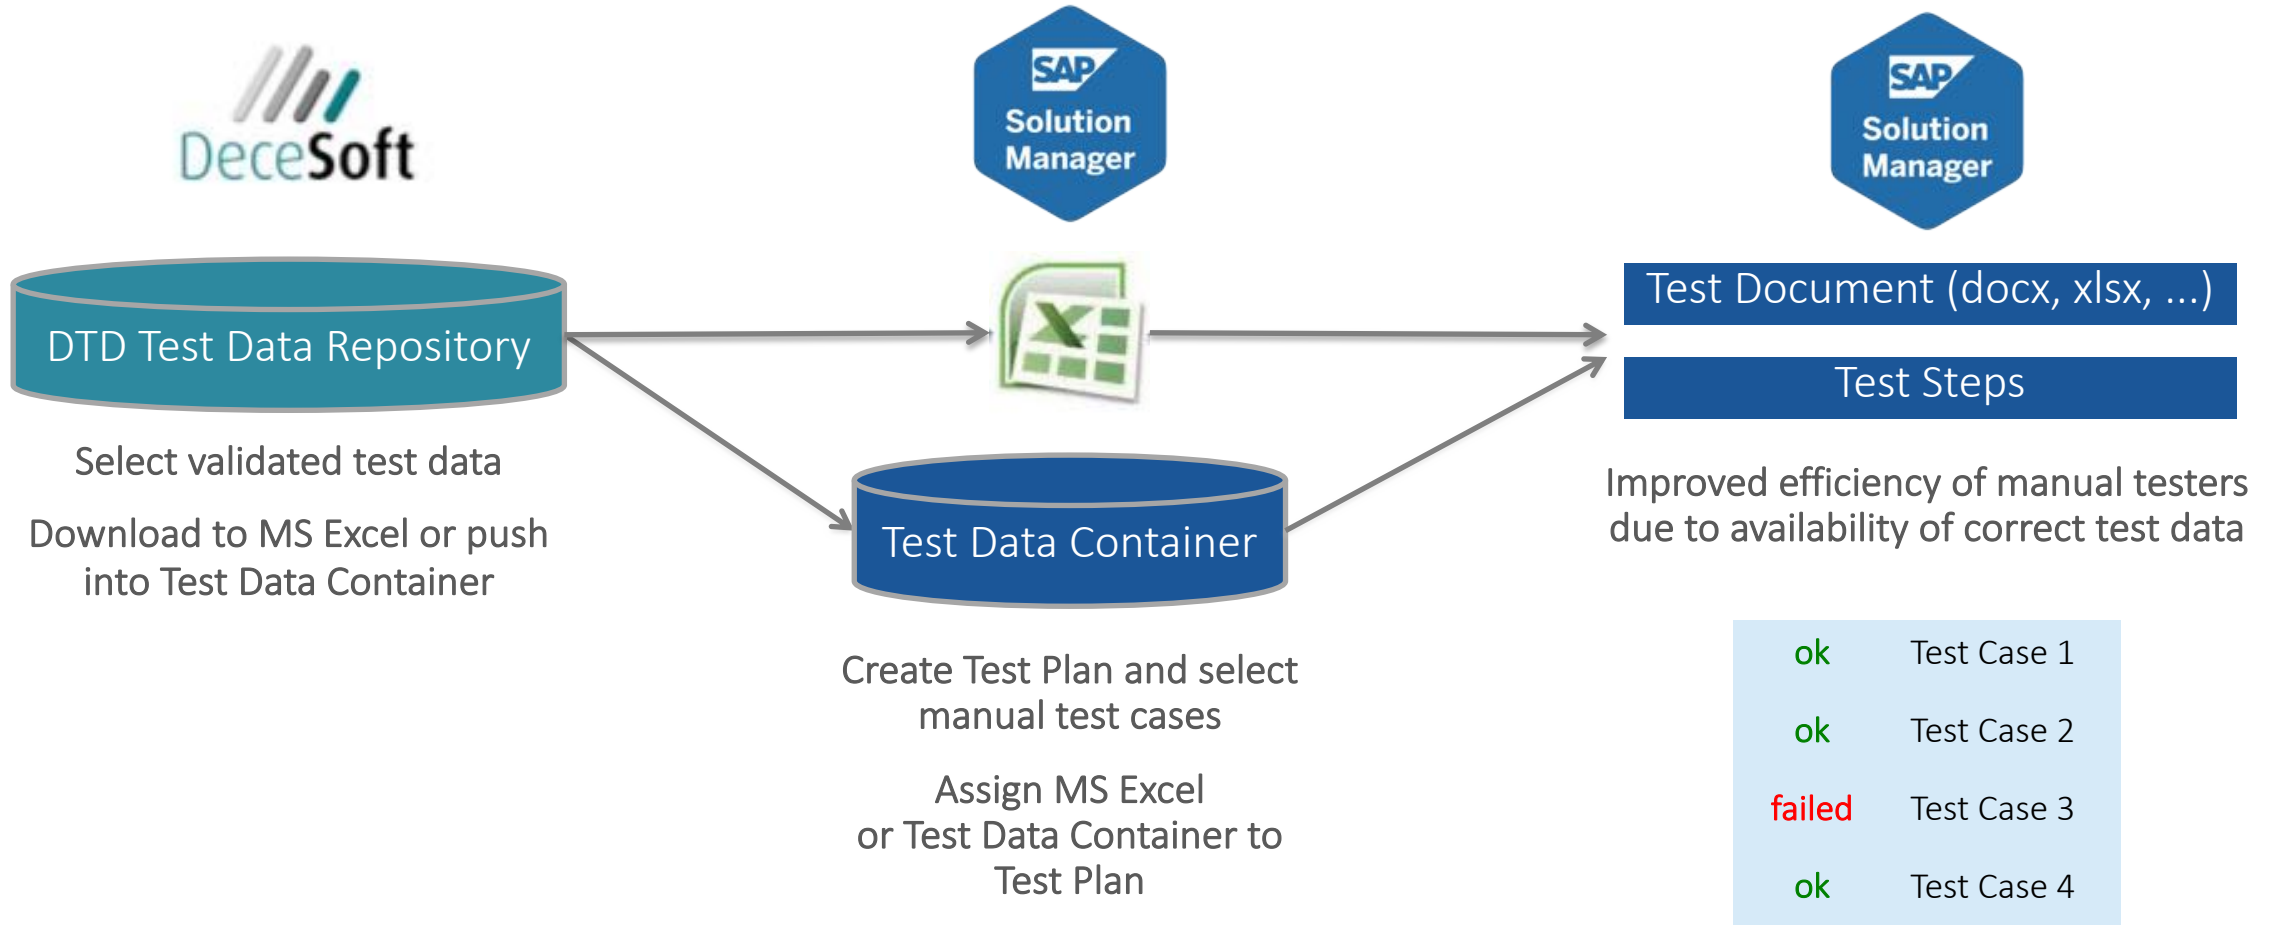 DeceSoft
DTD Test Data Repository
Select validated test data
Download to MS Excel or push
into Test Data Container
SAP
Solution
Manager
X
Test Data Container
Create Test Plan and select
manual test cases
Assign MS Excel
or Test Data Container to
Test Plan
SAP
Solution
Manager
Test Document (docx, xlsx, ...)
Test Steps
Improved efficiency of manual testers
due to availability of correct test data
ok Test Case 1
ok Test Case 2
failed Test Case 3
ok Test Case 4